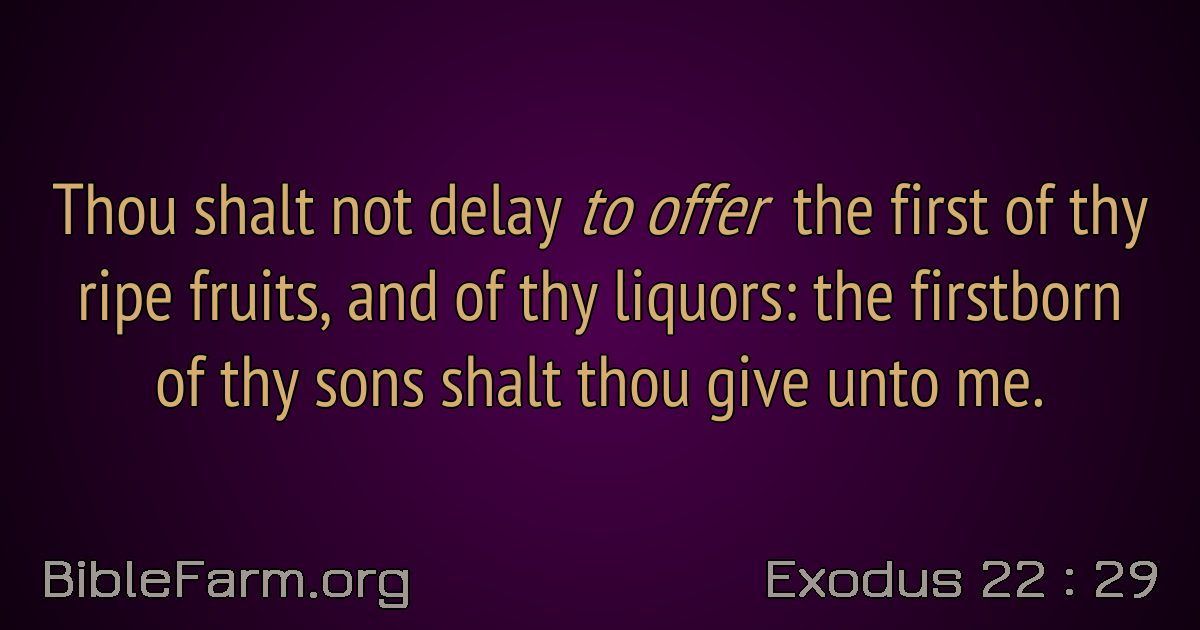 Thou shalt not delay to offer the first of thy
ripe fruits, and of thy liquors: the firstborn
of thy sons shalt thou give unto me.
BibleFarm.org
Exodus 22 : 29